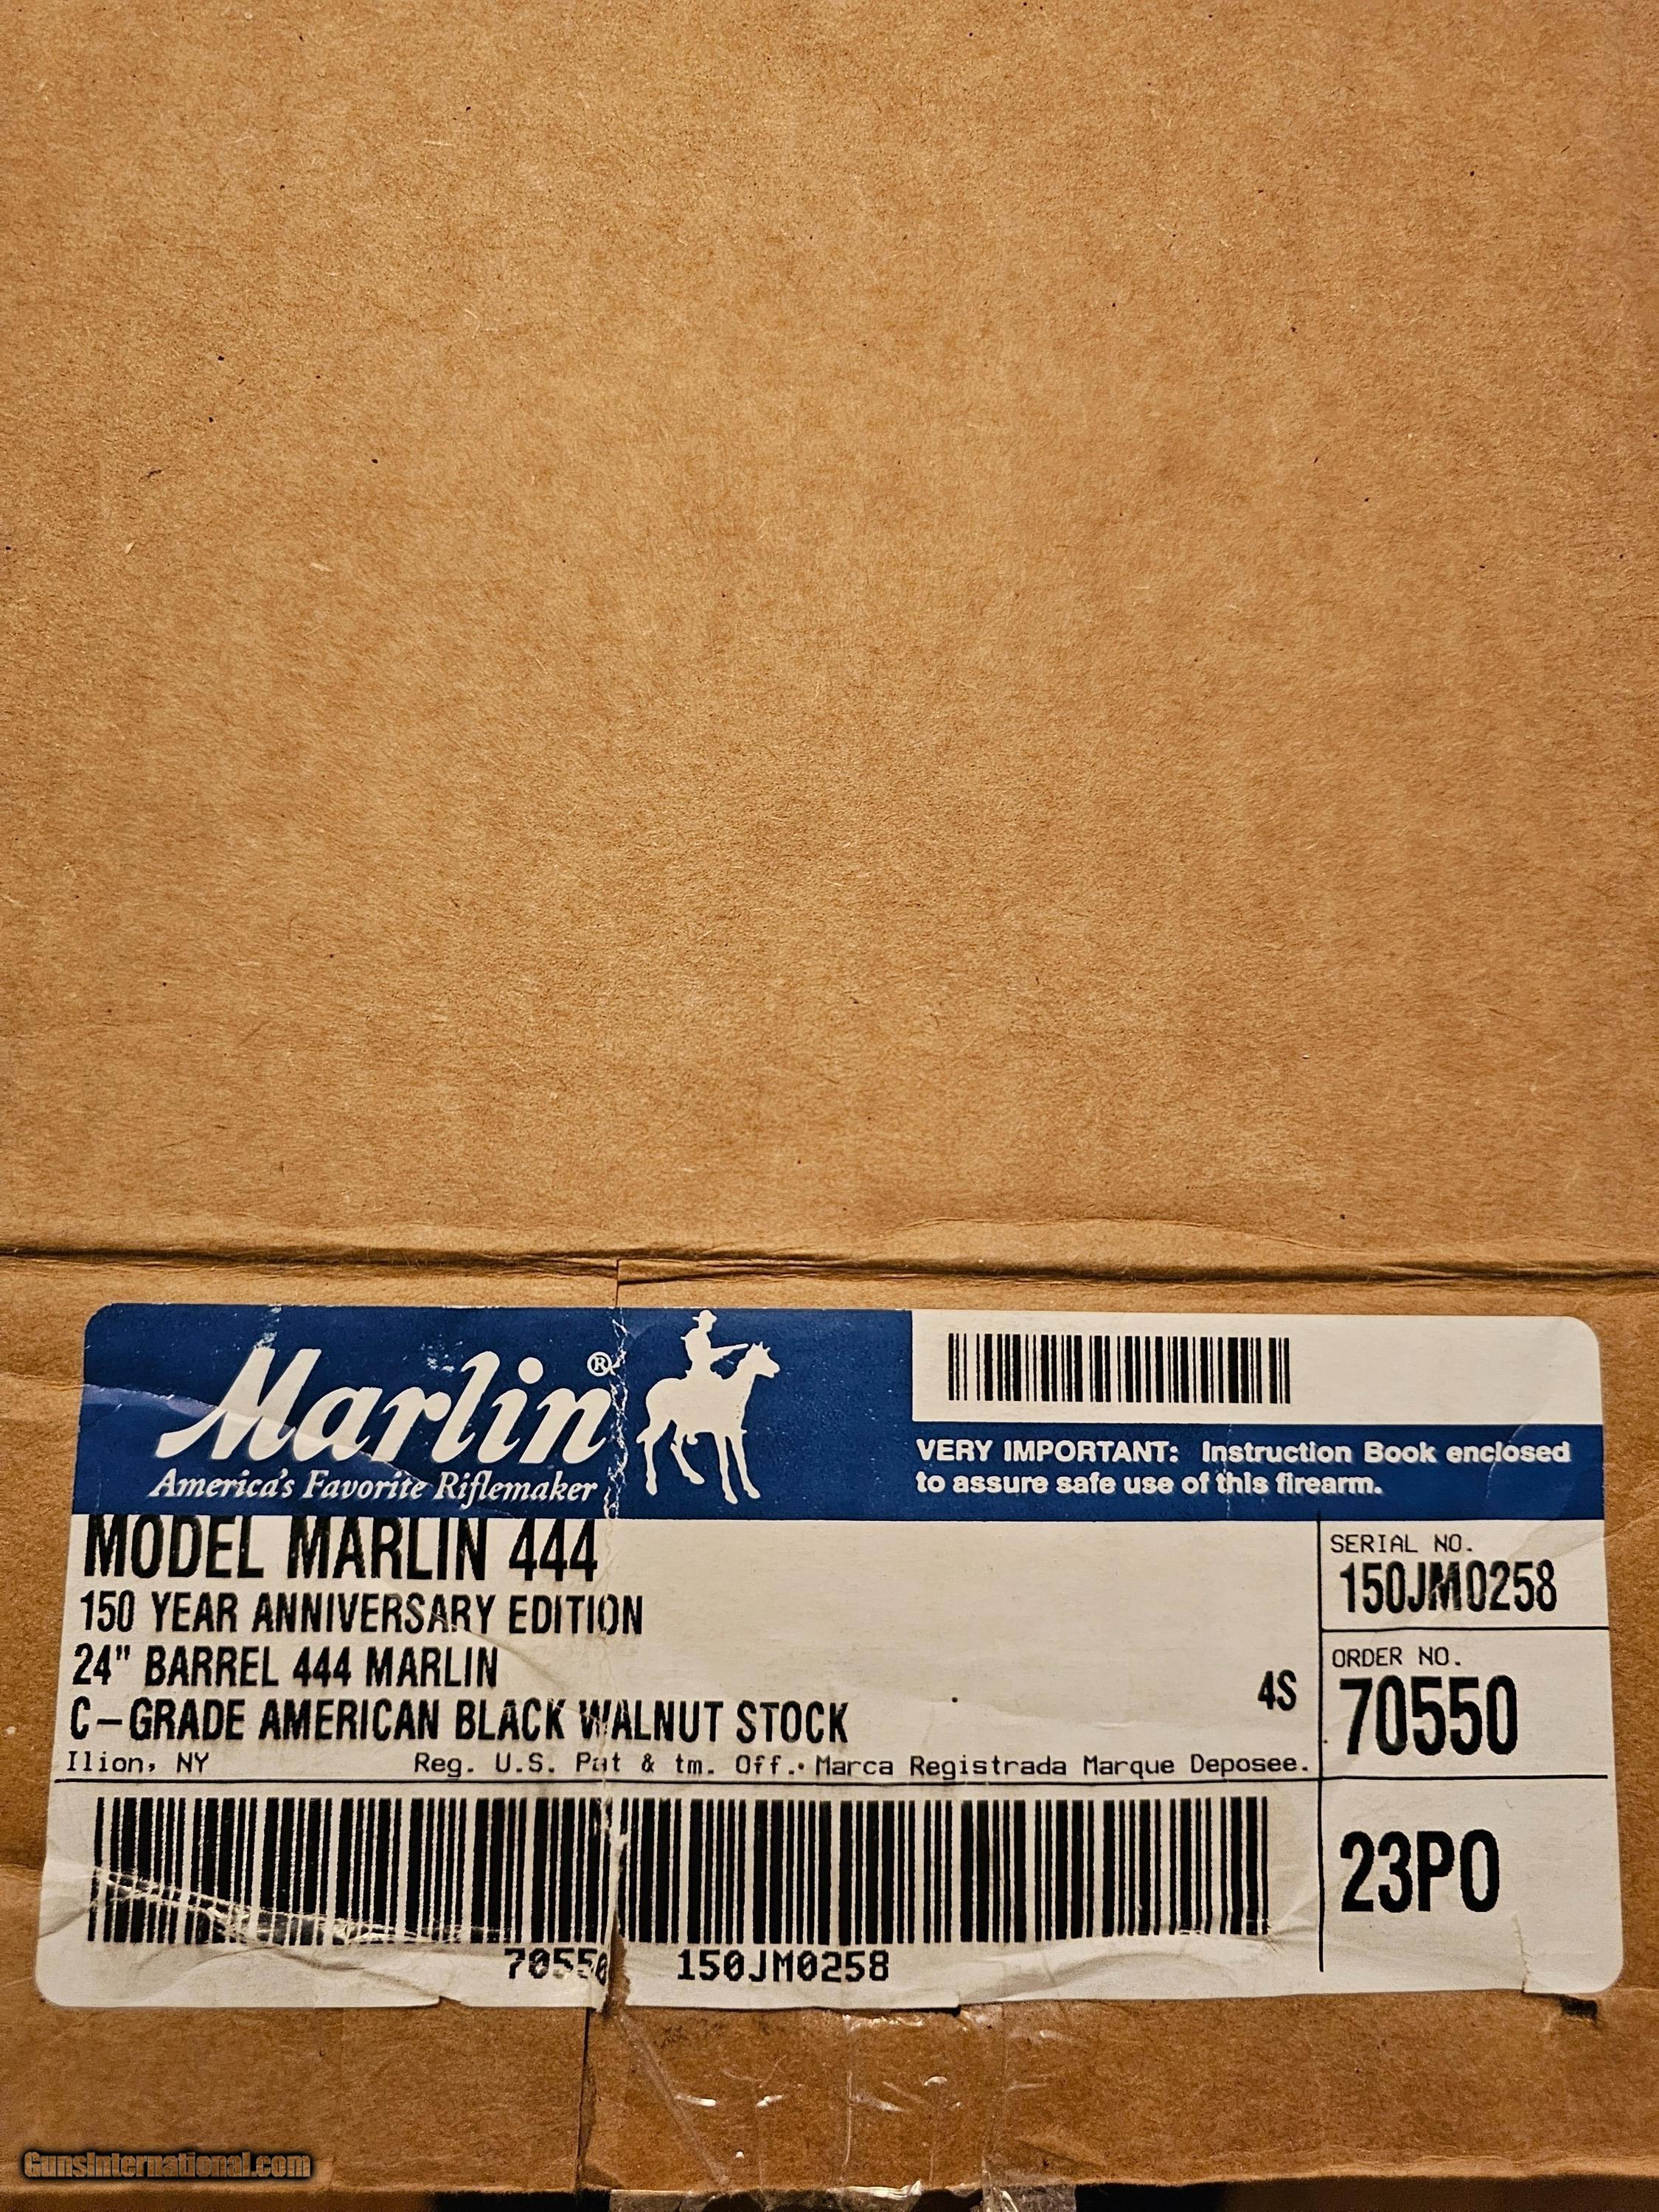 Marlin®
America's Favorite Riflemaker
VERY IMPORTANT: Instruction Book enclosed
to assure safe use of this firearm.
MODEL MARLIN 444
150 YEAR ANNIVERSARY EDITION
24" BARREL 444 MARLIN
C-GRADE AMERICAN BLACK WALNUT STOCK
4S
Ilion, NY Reg. U.S. Pat & tm. Off. Marca Registrada Marque Deposee.
SERIAL NO.
150JM0258
ORDER NO.
70550
23PO
70550 150JM0258
GunsInternational.com